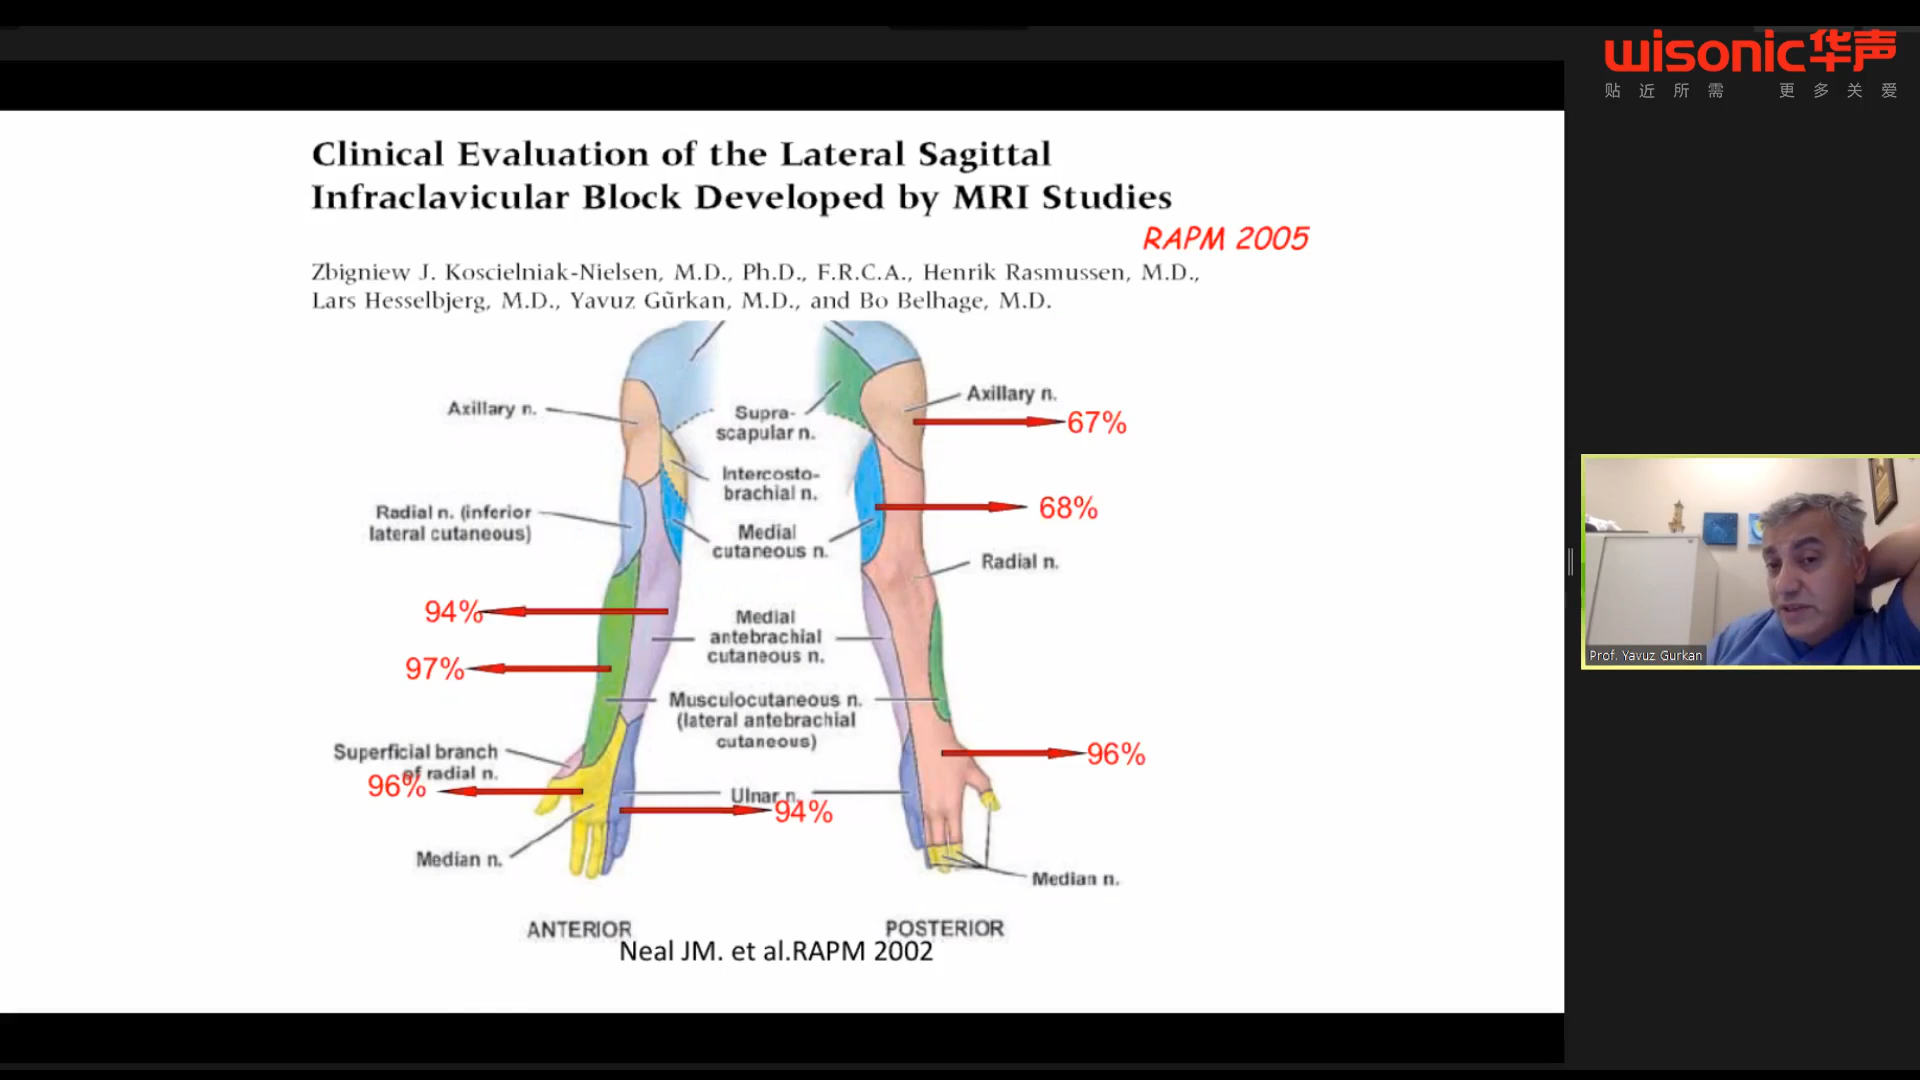 wisonic华声
贴近所需 更多关爱
Clinical Evaluation of the Lateral Sagittal
Infraclavicular Block Developed by MRI Studies
RAPM 2005
Zbigniew J. Koscielniak-Nielsen, M.D., Ph.D., F.R.C.A., Henrik Rasmussen, M.D.,
Lars Hesselbjerg, M.D., Yavuz Gürkan, M.D., and Bo Belhage, M.D.
Axillary n.
Axillary n.
67%
Supra-
scapular n.
Intercosto-
brachial n.
68%
Radial n. (inferior
lateral cutaneous)
Medial
cutaneous n.
Radial n.
94%
Medial
antebrachial
cutaneous n.
97%
Musculocutaneous n.
(lateral antebrachial
cutaneous)
Superficial branch
of radial n.
96%
96%
Ulnar n.
94%
Median n.
Median n.
ANTERIOR
POSTERIOR
Neal JM. et al.RAPM 2002
Prof. Yavuz Gurkan